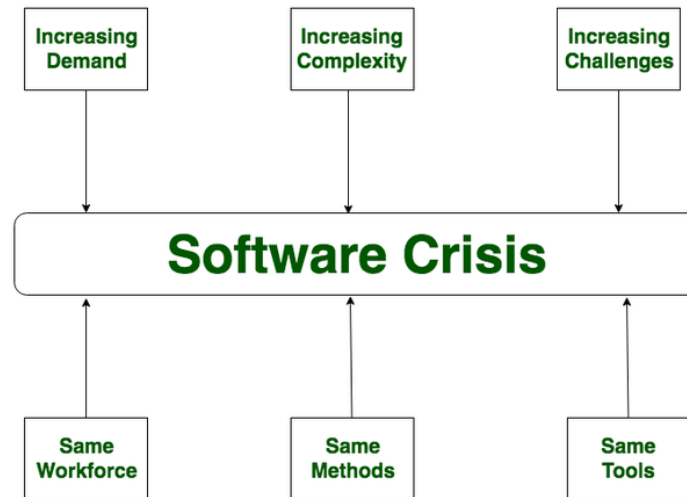 Increasing
Demand
Increasing
Complexity
Increasing
Challenges
Software Crisis
Same
Workforce
Same
Methods
Same
Tools